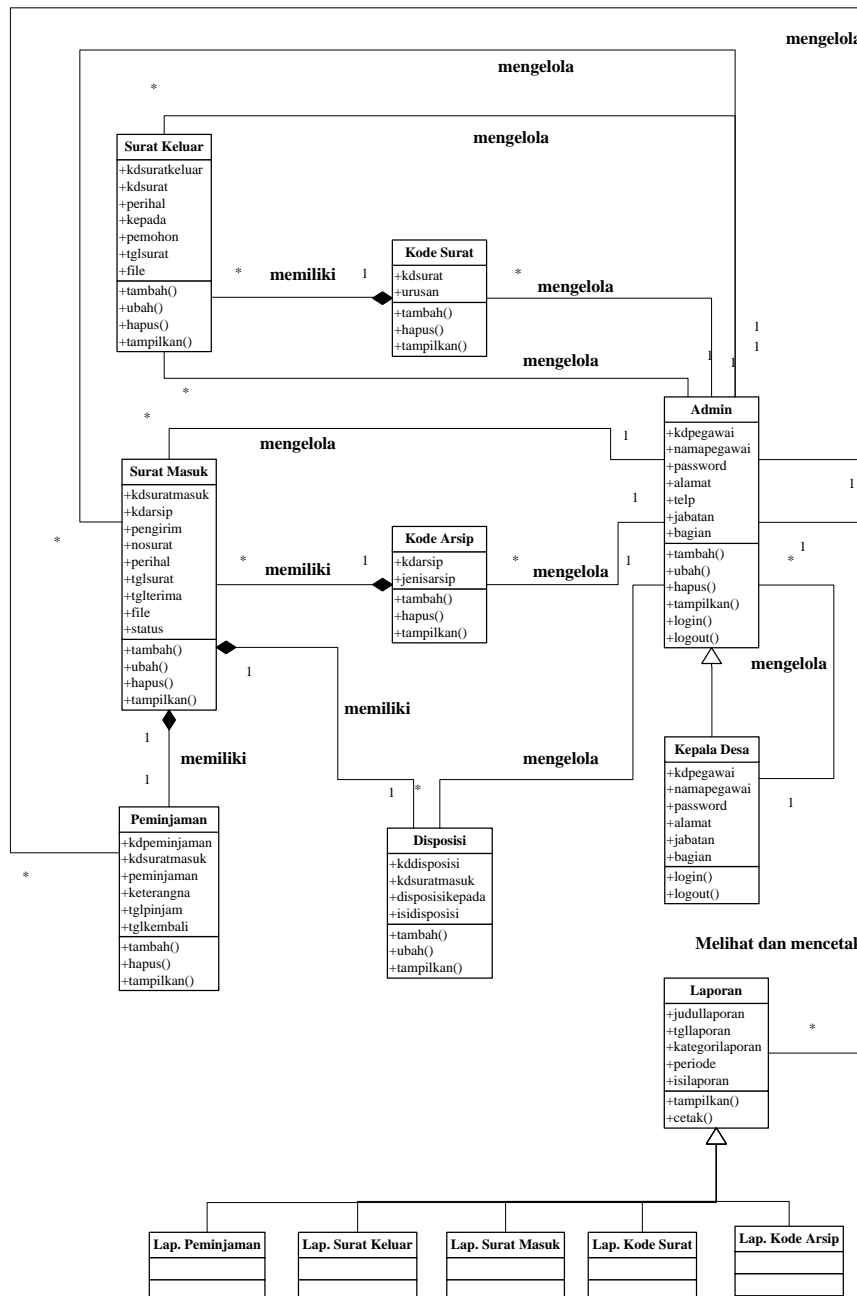 mengelola
mengelola
*
mengelola
Surat Keluar
+kdsuratkeluar
+kdsurat
+perihal
+kepada
+pemohon
+tglsurat
+file
+tambah()
+ubah()
+hapus()
+tampilkan()
*
memiliki
1
Kode Surat
+kdsurat
+urusan
+tambah()
+hapus()
+tampilkan()
*
mengelola
1
1
1
1
mengelola
*
*
mengelola
1
Admin
+kdpegawai
+namapegawai
+password
+alamat
+telp
+jabatan
+bagian
+tambah()
+ubah()
+hapus()
+tampilkan()
+login()
+logout()
1
1
*
Surat Masuk
+kdsuratmasuk
+kdarsip
+pengirim
+nosurat
+perihal
+tglsurat
+tglterima
+file
+status
+tambah()
+ubah()
+hapus()
+tampilkan()
*
*
memiliki
1
Kode Arsip
+kdarsip
+jenisarsip
+tambah()
+hapus()
+tampilkan()
*
mengelola
1
1
mengelola
1
memiliki
1
memiliki
1
mengelola
1
*
Kepala Desa
+kdpegawai
+namapegawai
+password
+alamat
+jabatan
+bagian
+login()
+logout()
1
Peminjaman
+kdpeminjaman
+kdsuratmasuk
+peminjaman
+keterangna
+tglpinjam
+tglkembali
+tambah()
+hapus()
+tampilkan()
*
Disposisi
+kddisposisi
+kdsuratmasuk
+disposisikepada
+isidisposisi
+tambah()
+ubah()
+tampilkan()
Melihat dan mencetak
Laporan
+judullaporan
+tgllaporan
+kategorilaporan
+periode
+isilaporan
+tampilkan()
+cetak()
*
Lap. Peminjaman
Lap. Surat Keluar
Lap. Surat Masuk
Lap. Kode Surat
Lap. Kode Arsip